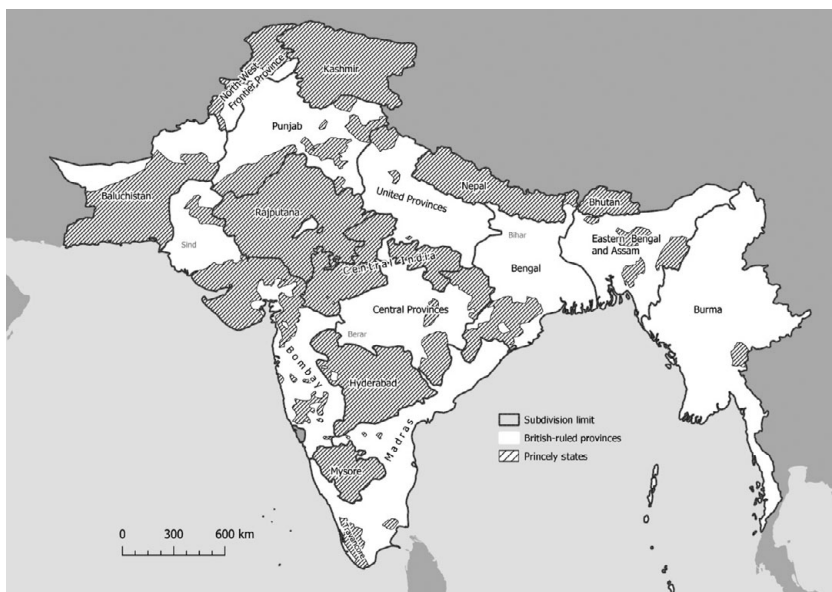 Kashmir
North-West
Frontier Province
Punjab
Baluchistan
Rajputana
Sind
United Provinces
Nepal
Bhutan
Bihar
Bengal
Eastern Bengal
and Assam
Central India
Central Provinces
Berar
Burma
Bombay
Hyderabad
Madras
Mysore
Travancore
Subdivision limit
British-ruled provinces
Princely states
0 300 600 km